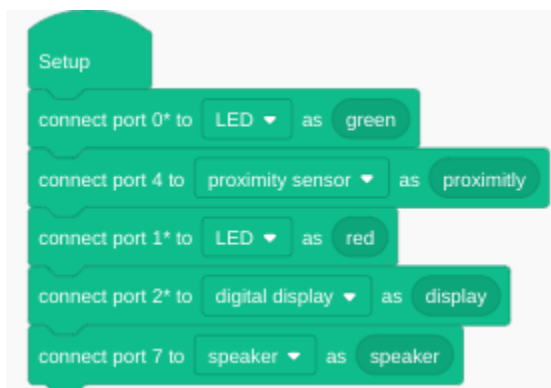 Setup
connect port 0* to LED as green
connect port 4 to proximity sensor as proximitly
connect port 1* to LED as red
connect port 2* to digital display as display
connect port 7 to speaker as speaker